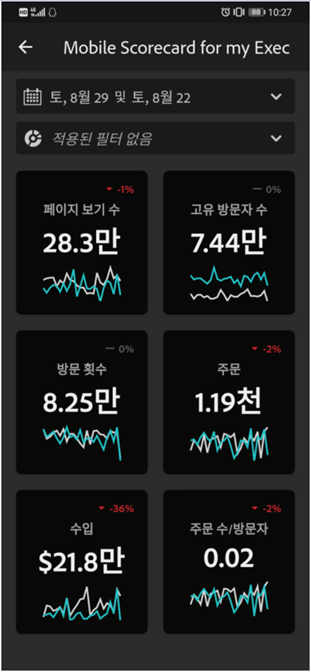 HD 10:27
88
Mobile Scorecard for my Exec
토, 8월 29 및 토, 8월 22
적용된 필터 없음
-1%
페이지 보기 수
28.3만
0%
고유 방문자 수
7.44만
0%
방문 횟수
8.25만
-2%
주문
1.19천
-36%
수입
$21.8만
-2%
주문 수/방문자
0.02